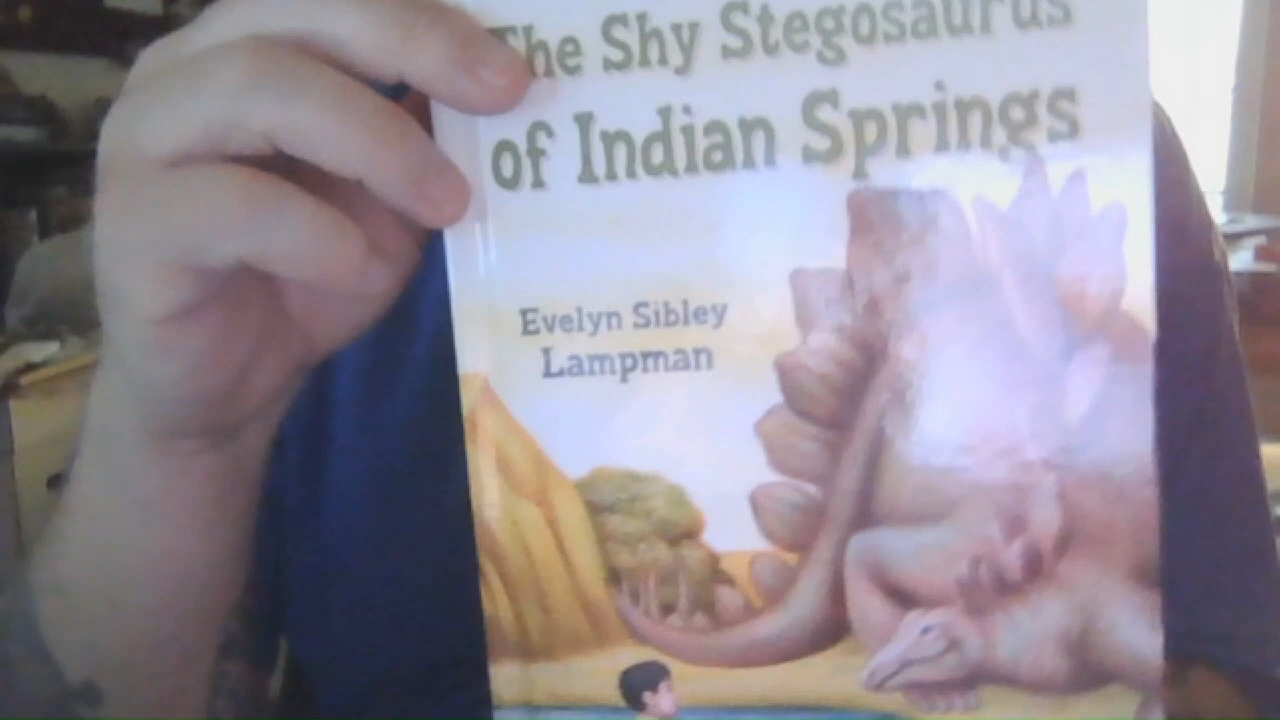 The Shy Stegosaurus
of Indian Springs
Evelyn Sibley
Lampman